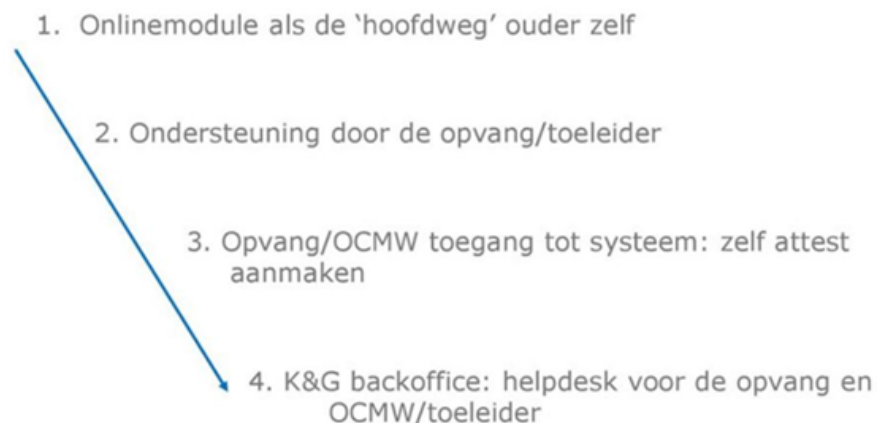 1. Onlinemodule als de ‘hoofdweg’ ouder zelf
2. Ondersteuning door de opvang/toeleider
3. Opvang/OCMW toegang tot systeem: zelf attest
aanmaken
4. K&G backoffice: helpdesk voor de opvang en
OCMW/toeleider